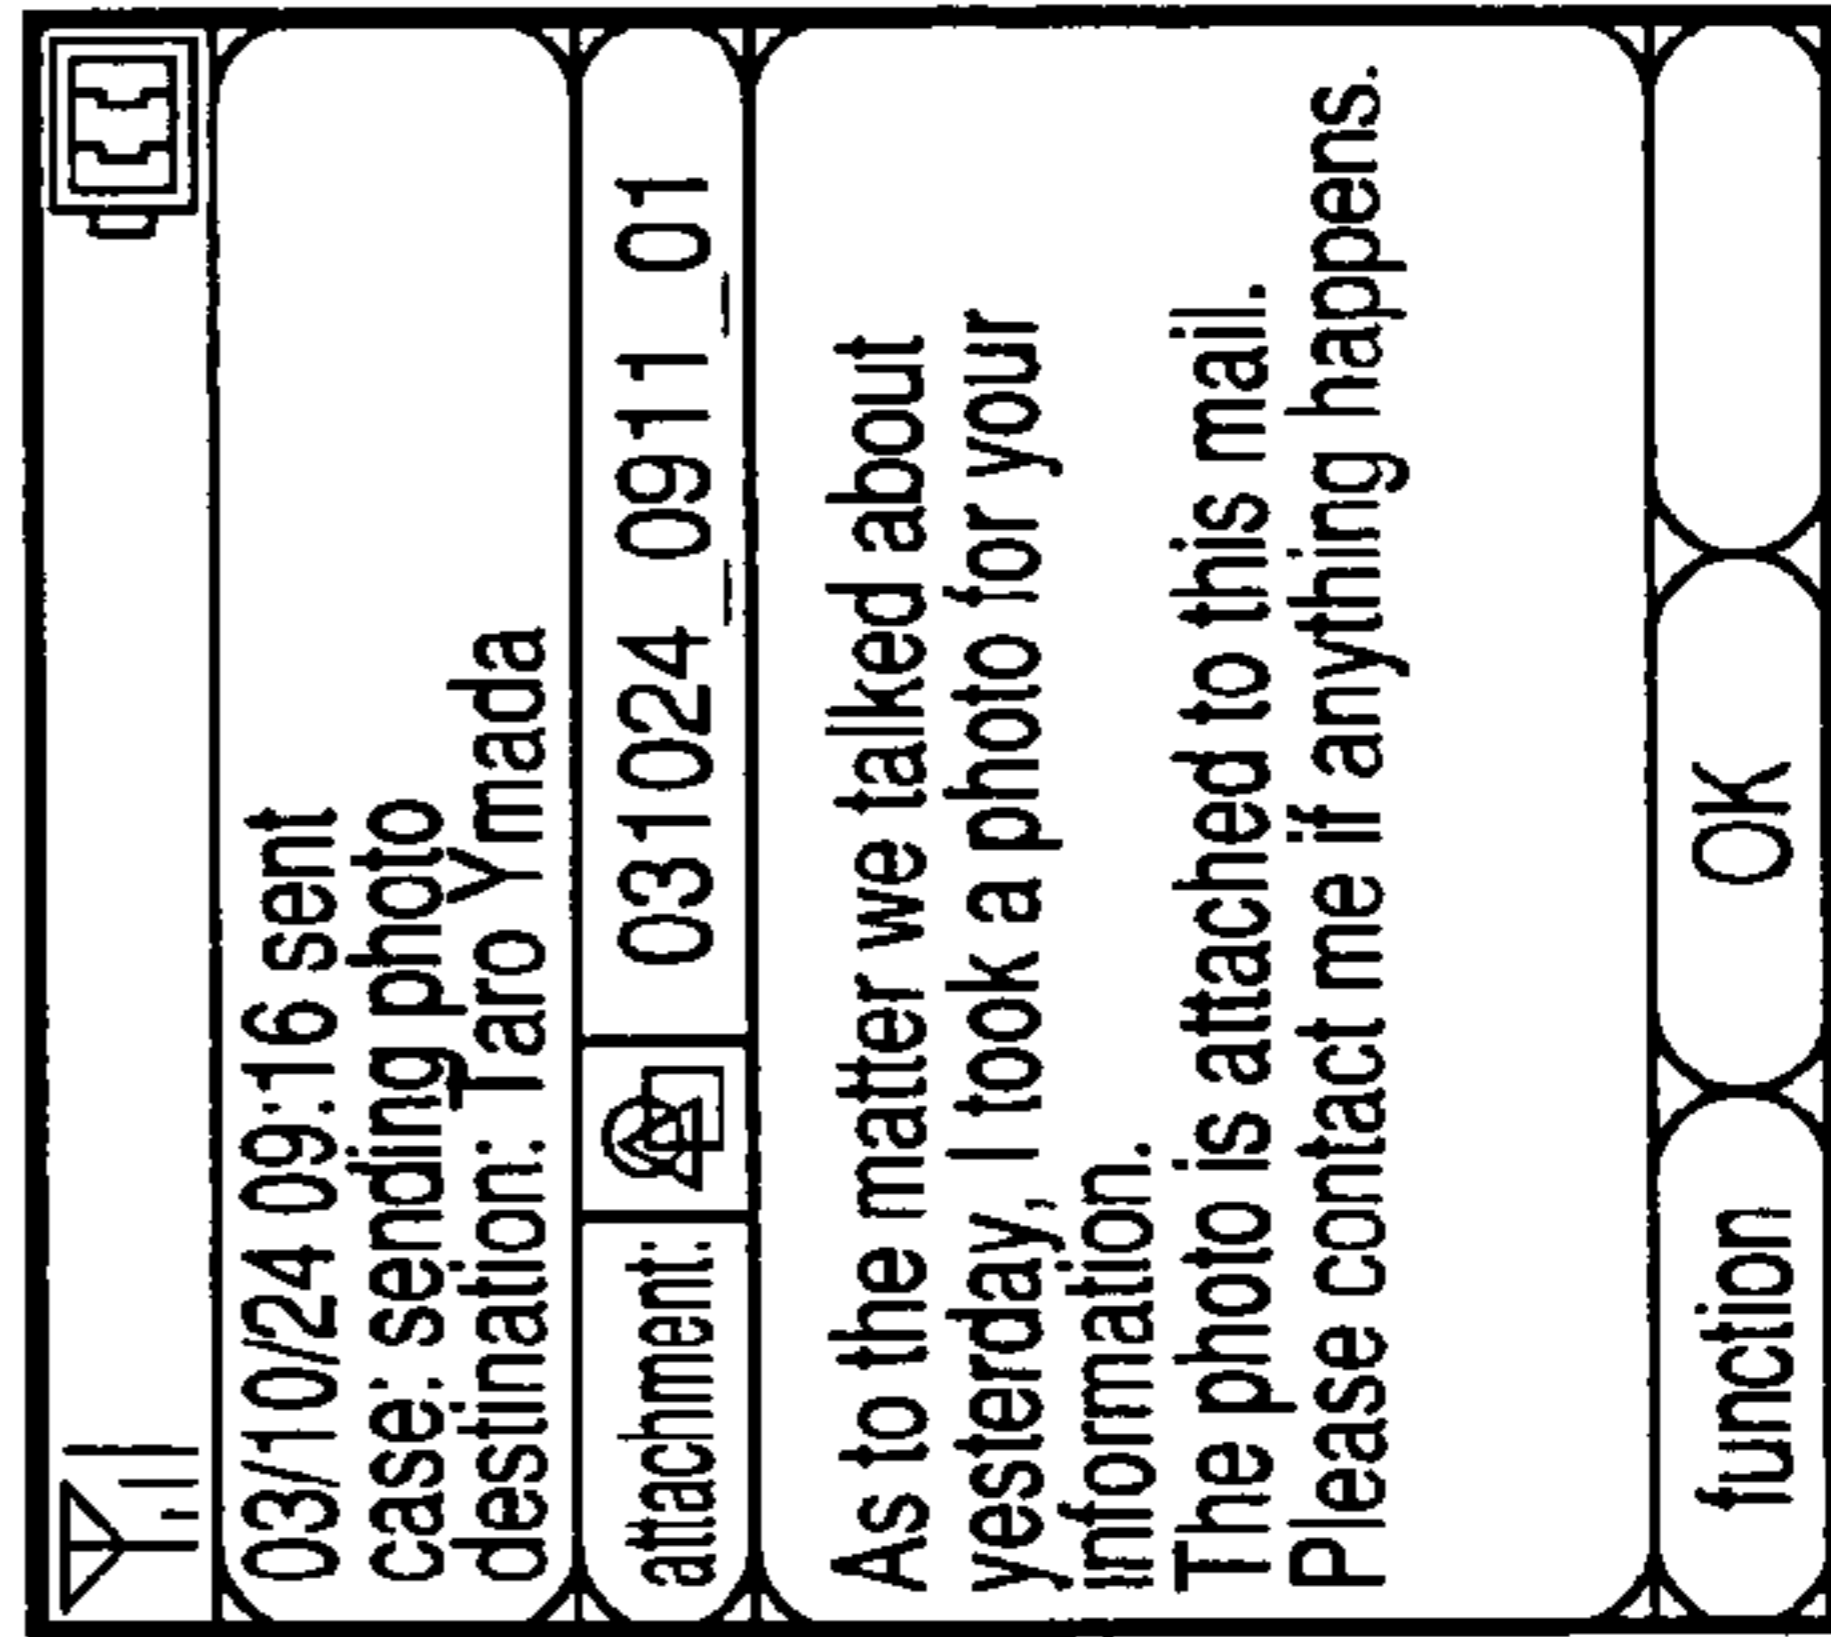 03/10/24 09:16 sent
case: sending photo
destination: Taro Ymada
attachment: 031024_0911_01
As to the matter we talked about
yesterday, I took a photo for your
information.
The photo is attached to this mail.
Please contact me if anything happens.
function OK